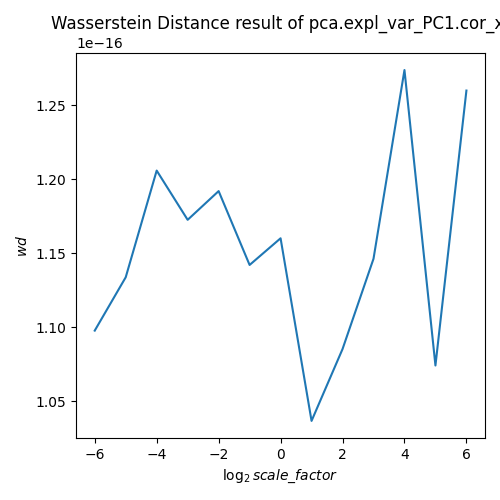 Wasserstein Distance result of pca.expl_var_PC1.cor_x
1e−16
1.25
1.20
wd
1.15
1.10
1.05
−6 −4 −2 0 2 4 6
log₂ scale_factor